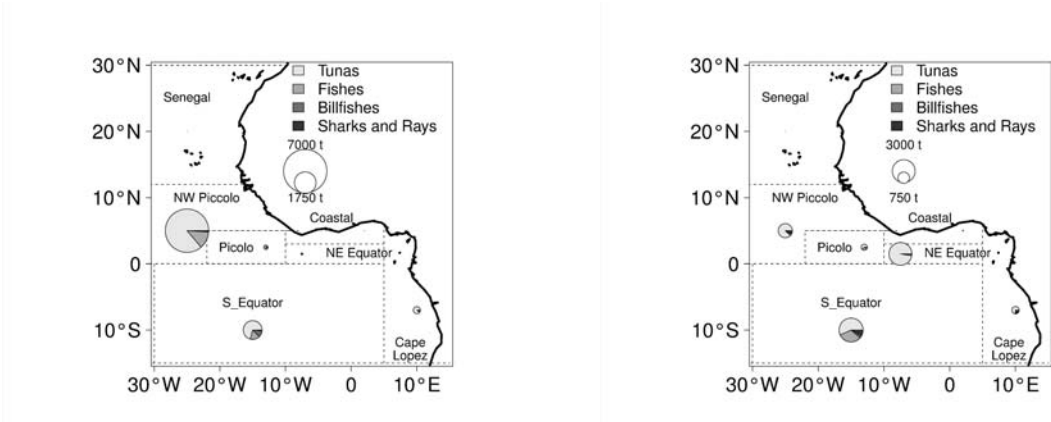 30°N
Tunas
Fishes
Billfishes
Sharks and Rays
Senegal
20°N
7000 t
1750 t
10°N
NW Piccolo
Coastal
Picolo
NE Equator
0
S_Equator
10°S
Cape
Lopez
30°W 20°W 10°W 0 10°E
30°N
Tunas
Fishes
Billfishes
Sharks and Rays
Senegal
20°N
3000 t
750 t
10°N
NW Piccolo
Coastal
Picolo
NE Equator
0
S_Equator
10°S
Cape
Lopez
30°W 20°W 10°W 0 10°E